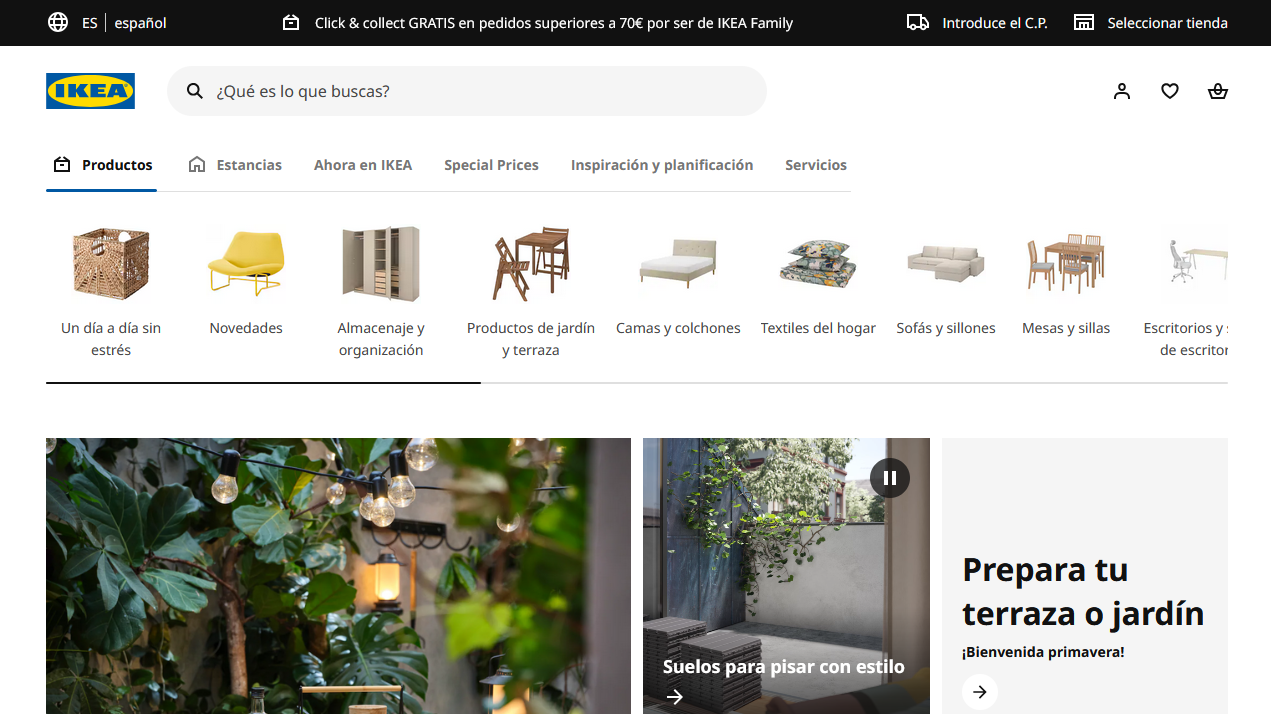 ES español
Click & collect GRATIS en pedidos superiores a 70€ por ser de IKEA Family
Introduce el C.P.
Seleccionar tienda
IKEA
¿Qué es lo que buscas?
Productos
Estancias
Ahora en IKEA
Special Prices
Inspiración y planificación
Servicios
Un día a día sin
estrés
Novedades
Almacenaje y
organización
Productos de jardín
y terraza
Camas y colchones
Textiles del hogar
Sofás y sillones
Mesas y sillas
Escritorios y
de escritor
Suelos para pisar con estilo
Prepara tu
terraza o jardín
¡Bienvenida primavera!